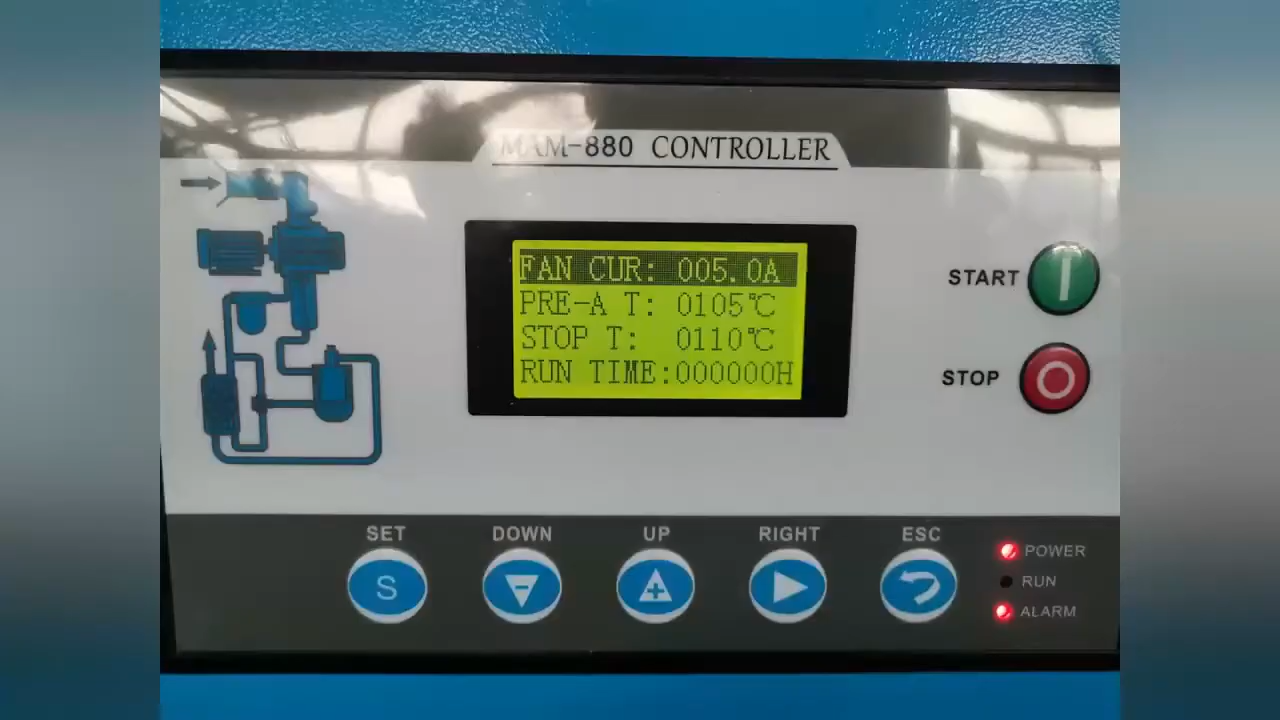 MAM-880 CONTROLLER
FAN CUR: 005.0A
PRE-A T: 0105℃
STOP T: 0110℃
RUN TIME:000000H
START
STOP
SET
DOWN
UP
RIGHT
ESC
S
POWER
RUN
ALARM